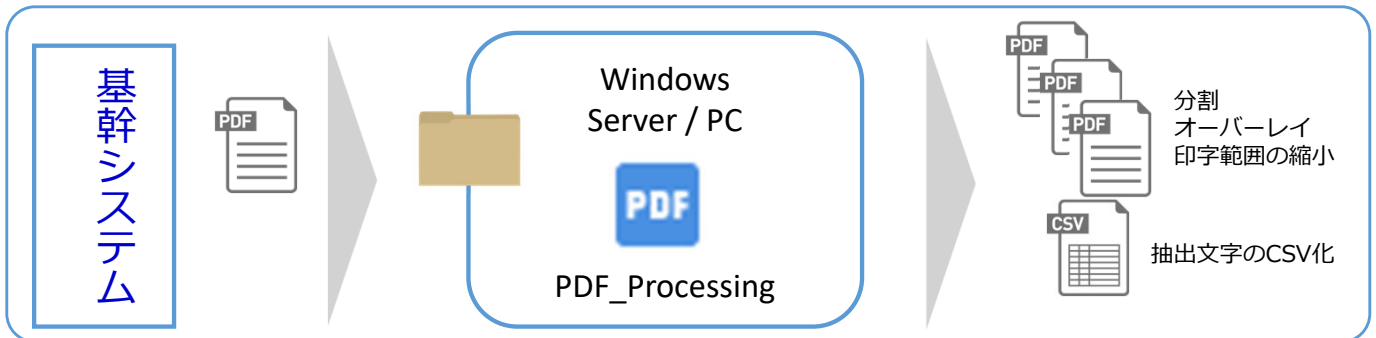 基幹システム
PDF
Windows
Server / PC
PDF
PDF_Processing
PDF
PDF
PDF
分割
オーバーレイ
印字範囲の縮小
CSV
抽出文字のCSV化